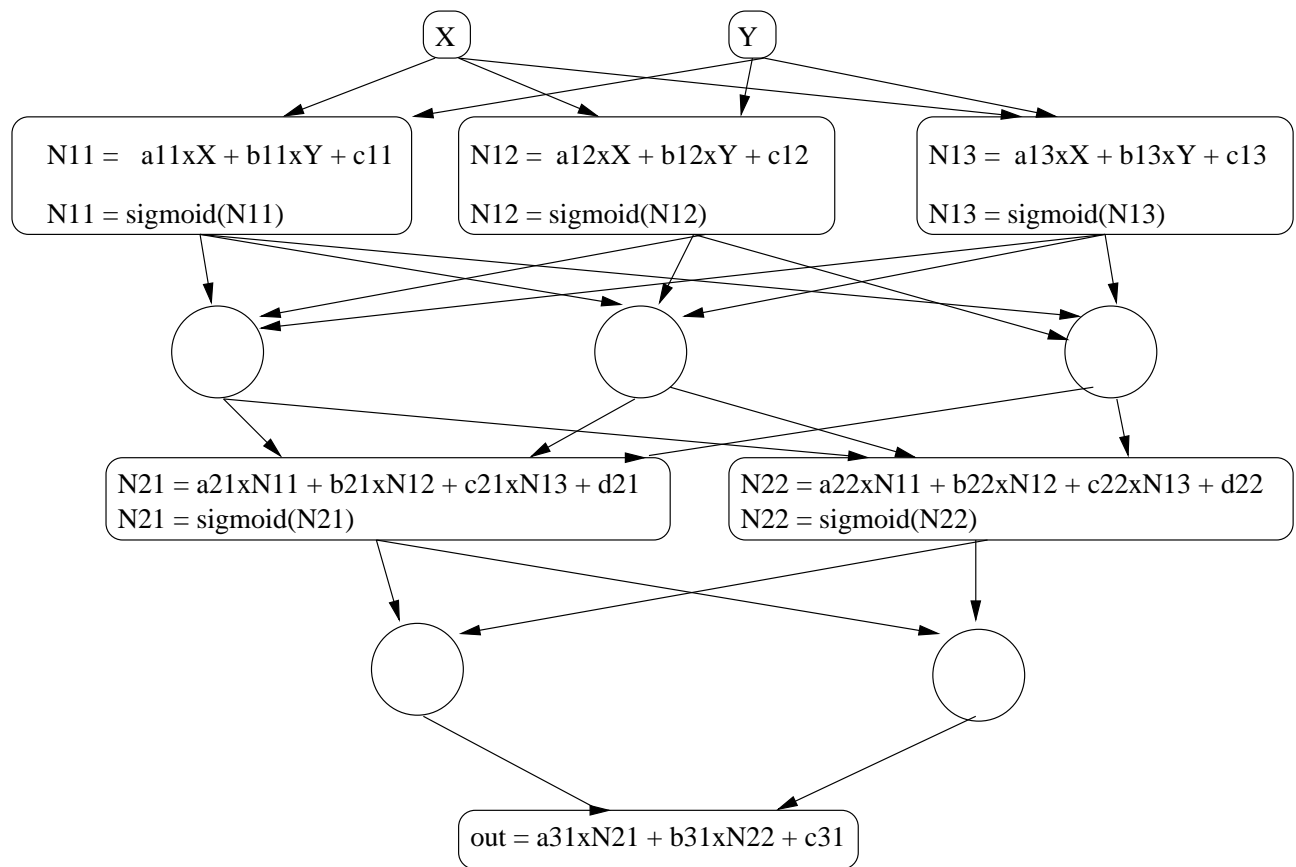 X
Y
N11 = a11xX + b11xY + c11
N11 = sigmoid(N11)
N12 = a12xX + b12xY + c12
N12 = sigmoid(N12)
N13 = a13xX + b13xY + c13
N13 = sigmoid(N13)
N21 = a21xN11 + b21xN12 + c21xN13 + d21
N21 = sigmoid(N21)
N22 = a22xN11 + b22xN12 + c22xN13 + d22
N22 = sigmoid(N22)
out = a31xN21 + b31xN22 + c31